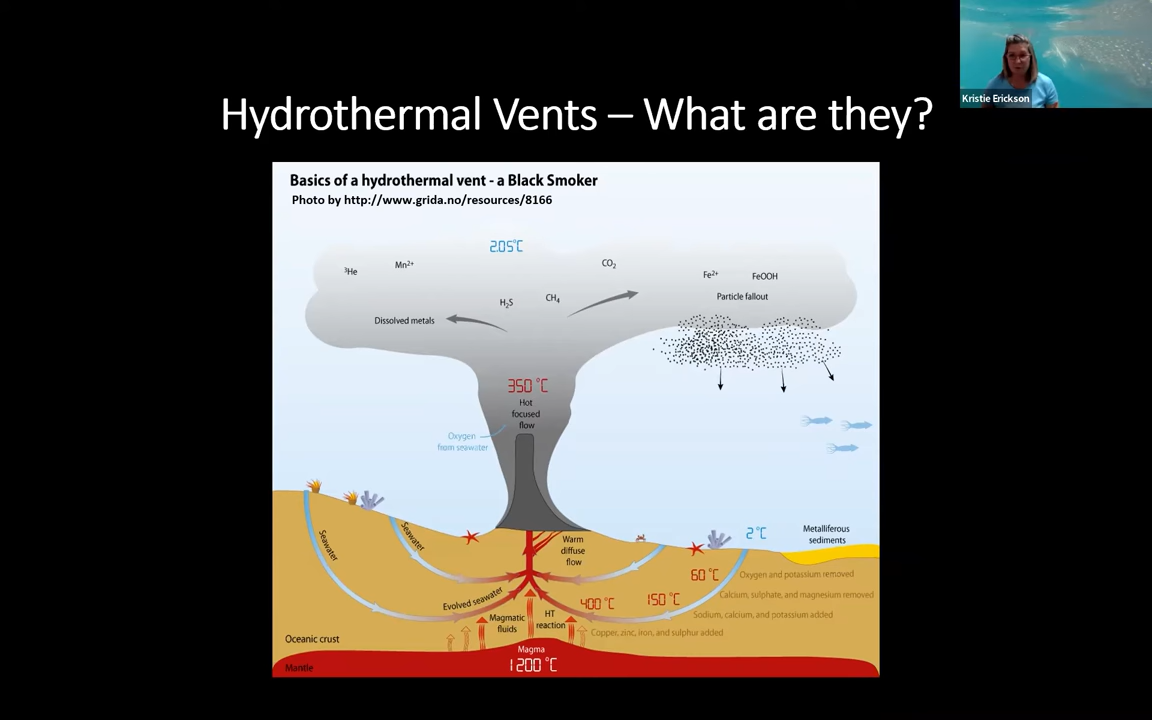 Kristie Erickson
Hydrothermal Vents – What are they?
Basics of a hydrothermal vent - a Black Smoker
Photo by http://www.grida.no/resources/8166
2.05°C
³He
Mn²⁺
CO₂
Fe²⁺
FeOOH
H₂S
CH₄
Particle fallout
Dissolved metals
350 °C
Hot
focused
flow
Oxygen
from seawater
Seawater
Seawater
Warm
diffuse
flow
2 °C
Metalliferous
sediments
60 °C
Oxygen and potassium removed
Calcium, sulphate, and magnesium removed
150 °C
Sodium, calcium, and potassium added
400 °C
Copper, zinc, iron, and sulphur added
Evolved seawater
Magmatic
fluids
HT
reaction
Oceanic crust
Magma
1200 °C
Mantle